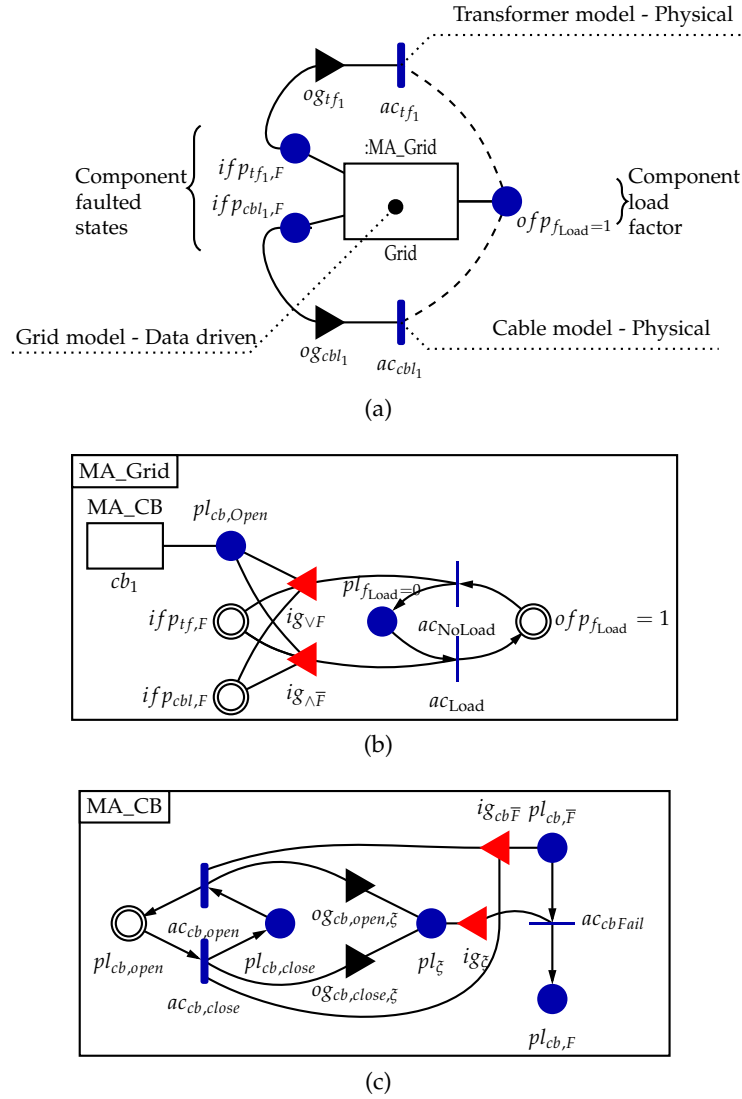 Transformer model - Physical
og_{tf_1}
ac_{tf_1}
:MA_Grid
Component
faulted
states
ifp_{tf_1,F}
ifp_{cbl_1,F}
Component
load
factor
ofp_{f_{Load}=1}
Grid
Grid model - Data driven
Cable model - Physical
og_{cbl_1}
ac_{cbl_1}
(a)
MA_Grid
MA_CB
pl_{cb,Open}
cb_1
pl_{f_{Load}=0}
ifp_{tf,F}
ig_{∨F}
ac_{NoLoad}
ofp_{f_{Load}} = 1
ifp_{cbl,F}
ig_{∧F̅}
ac_{Load}
(b)
MA_CB
ig_{cbF̅}
pl_{cb,F̅}
ac_{cb,open}
og_{cb,open,ξ}
ac_{cbFail}
pl_{cb,open}
pl_{cb,close}
pl_ξ
ig_ξ
ac_{cb,close}
og_{cb,close,ξ}
pl_{cb,F}
(c)